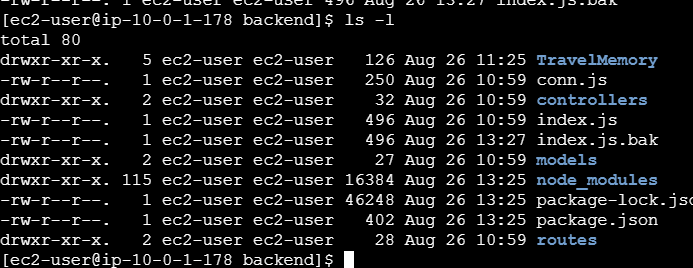 -rw-r--r--. 1 ec2-user ec2-user 496 Aug 26 13:27 index.js.bak
[ec2-user@ip-10-0-1-178 backend]$ ls -l
total 80
drwxr-xr-x. 5 ec2-user ec2-user 126 Aug 26 11:25 TravelMemory
-rw-r--r--. 1 ec2-user ec2-user 250 Aug 26 10:59 conn.js
drwxr-xr-x. 2 ec2-user ec2-user 32 Aug 26 10:59 controllers
-rw-r--r--. 1 ec2-user ec2-user 496 Aug 26 10:59 index.js
-rw-r--r--. 1 ec2-user ec2-user 496 Aug 26 13:27 index.js.bak
drwxr-xr-x. 2 ec2-user ec2-user 27 Aug 26 10:59 models
drwxr-xr-x. 115 ec2-user ec2-user 16384 Aug 26 13:25 node_modules
-rw-r--r--. 1 ec2-user ec2-user 46248 Aug 26 13:25 package-lock.jso
-rw-r--r--. 1 ec2-user ec2-user 402 Aug 26 13:25 package.json
drwxr-xr-x. 2 ec2-user ec2-user 28 Aug 26 10:59 routes
[ec2-user@ip-10-0-1-178 backend]$